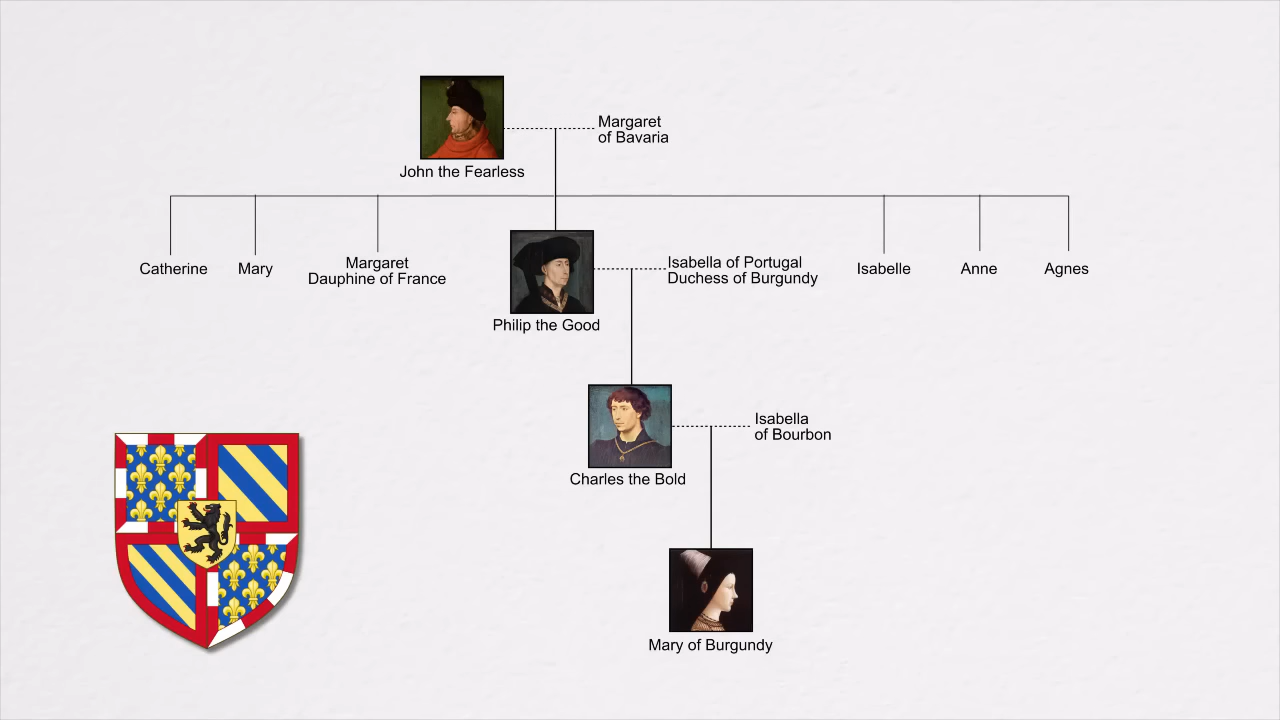 Margaret
of Bavaria
John the Fearless
Catherine
Mary
Margaret
Dauphine of France
Isabella of Portugal
Duchess of Burgundy
Isabelle
Anne
Agnes
Philip the Good
Isabella
of Bourbon
Charles the Bold
Mary of Burgundy